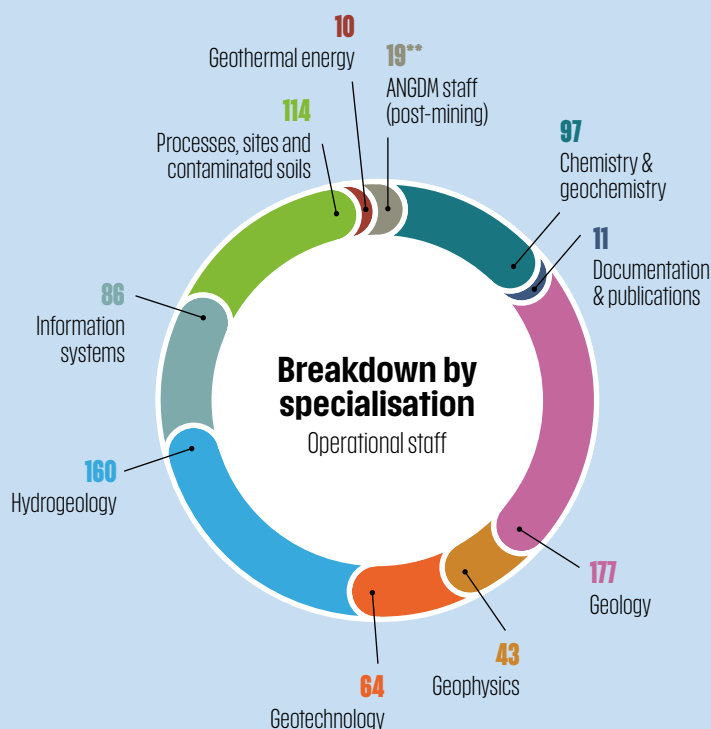 10
Geothermal energy
19**
ANGDM staff
(post-mining)
114
Processes, sites and
contaminated soils
97
Chemistry &
geochemistry
11
Documentation
& publications
86
Information
systems
Breakdown by
specialisation
Operational staff
160
Hydrogeology
177
Geology
43
Geophysics
64
Geotechnology